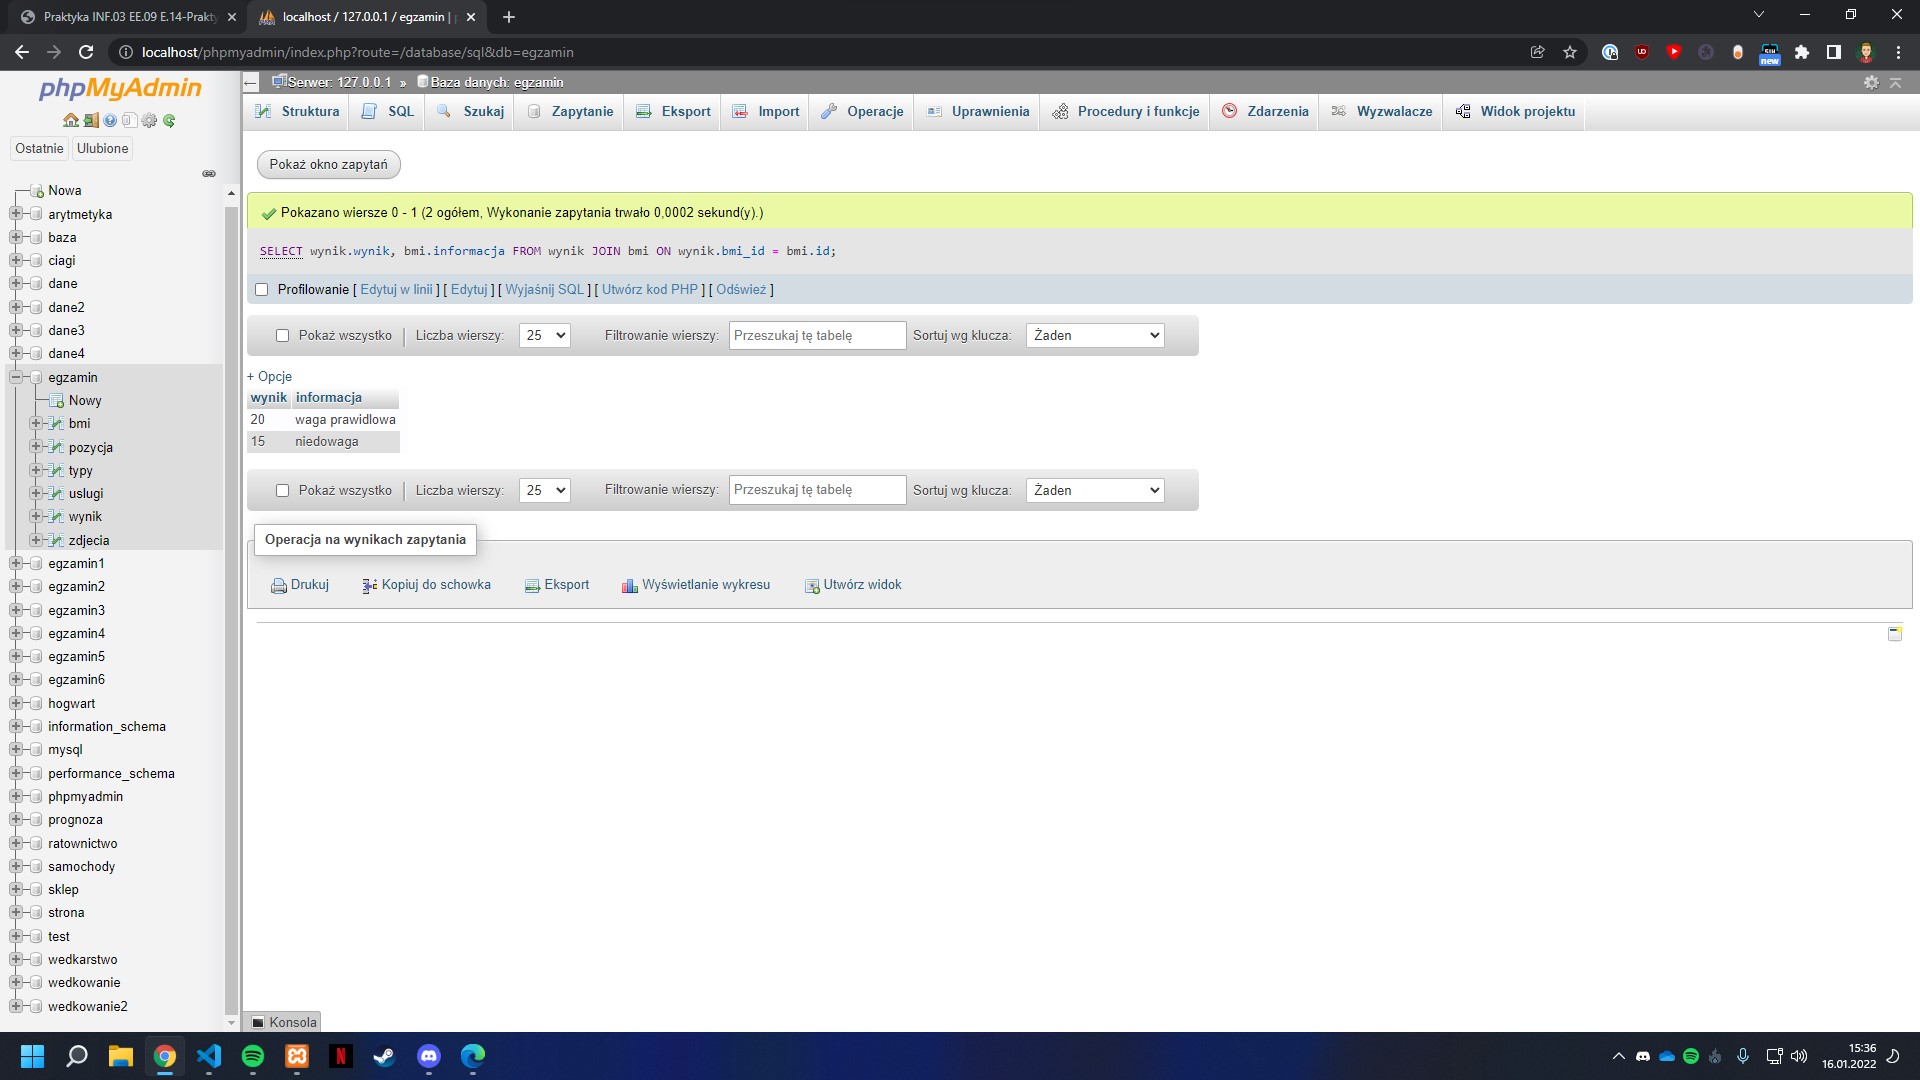 Praktyka INF.03 EE.09 E.14-Prakty
localhost / 127.0.0.1 / egzamin |
localhost/phpmyadmin/index.php?route=/database/sql&db=egzamin
new
phpMyAdmin
Ostatnie
Ulubione
Nowa
arytmetyka
baza
ciagi
dane
dane2
dane3
dane4
egzamin
Nowy
bmi
pozycja
typy
uslugi
wynik
zdjecia
egzamin1
egzamin2
egzamin3
egzamin4
egzamin5
egzamin6
hogwart
information_schema
mysql
performance_schema
phpmyadmin
prognoza
ratownictwo
samochody
sklep
strona
test
wedkarstwo
wedkowanie
wedkowanie2
Serwer: 127.0.0.1 » Baza danych: egzamin
Struktura SQL Szukaj Zapytanie Eksport Import Operacje Uprawnienia Procedury i funkcje Zdarzenia Wyzwalacze Widok projektu
Pokaż okno zapytań
Pokazano wiersze 0 - 1 (2 ogółem, Wykonanie zapytania trwało 0,0002 sekund(y).)
SELECT wynik.wynik, bmi.informacja FROM wynik JOIN bmi ON wynik.bmi_id = bmi.id;
Profilowanie [ Edytuj w linii ] [ Edytuj ] [ Wyjaśnij SQL ] [ Utwórz kod PHP ] [ Odśwież ]
Pokaż wszystko | Liczba wierszy: 25 Filtrowanie wierszy: Przeszukaj tę tabelę Sortuj wg klucza: Żaden
+ Opcje
wynik informacja
20 waga prawidlowa
15 niedowaga
Pokaż wszystko | Liczba wierszy: 25 Filtrowanie wierszy: Przeszukaj tę tabelę Sortuj wg klucza: Żaden
Operacja na wynikach zapytania
Drukuj Kopiuj do schowka Eksport Wyświetlanie wykresu Utwórz widok
Konsola
15:36
16.01.2022